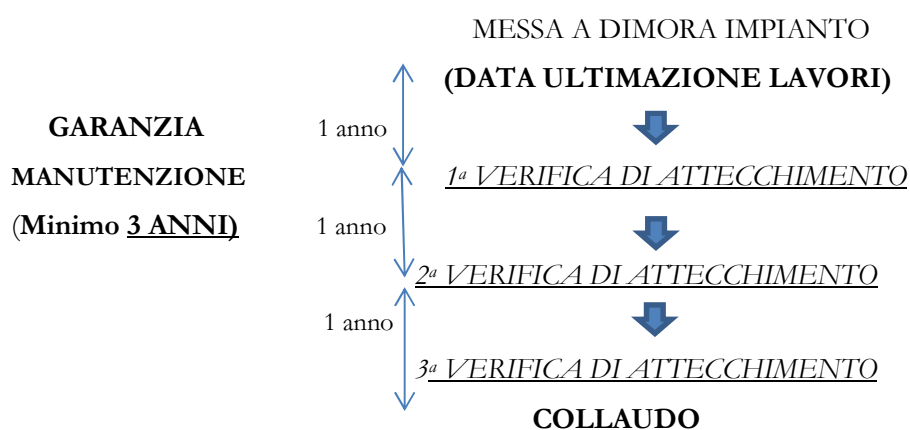 MESSA A DIMORA IMPIANTO
(DATA ULTIMAZIONE LAVORI)
GARANZIA
MANUTENZIONE
(Minimo 3 ANNI)
1 anno
1ª VERIFICA DI ATTECCHIMENTO
1 anno
2ª VERIFICA DI ATTECCHIMENTO
1 anno
3ª VERIFICA DI ATTECCHIMENTO
COLLAUDO